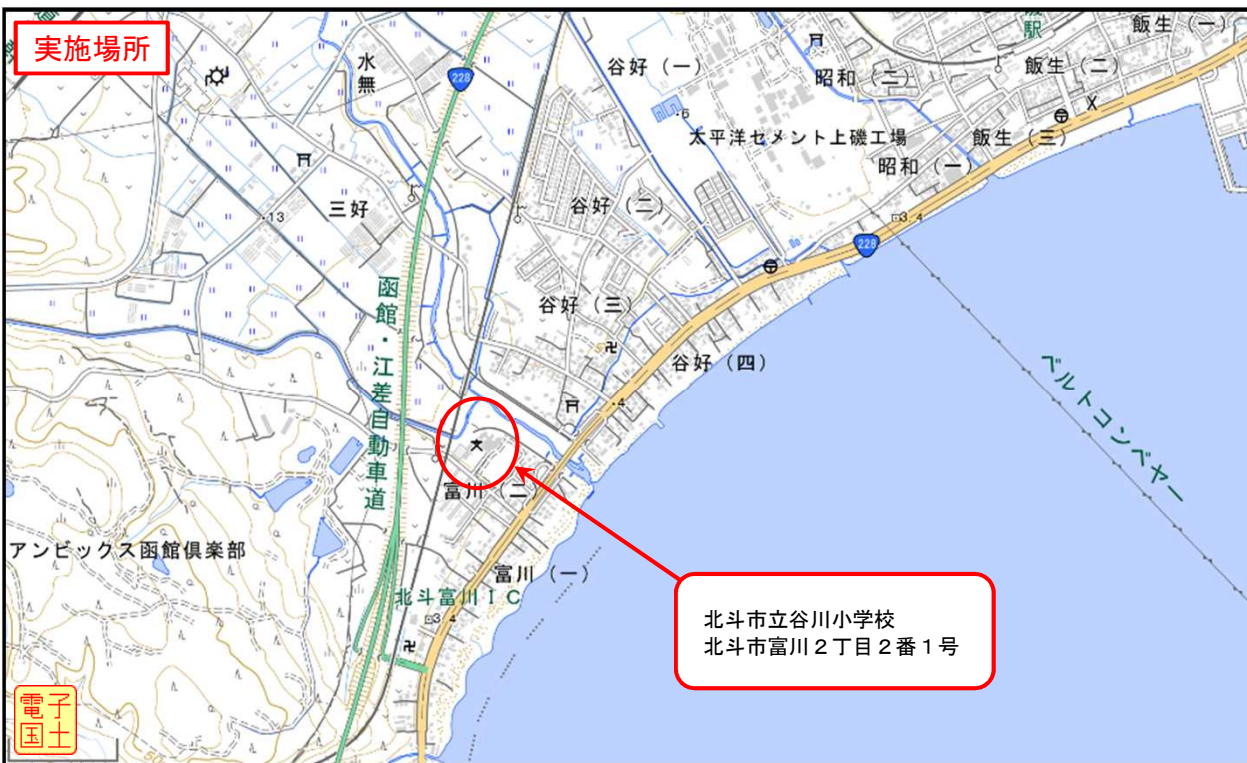 実施場所
水無
228
谷好（一）
昭和（二）
飯生（一）
飯生（二）
飯生（三）
太平洋セメント上磯工場
昭和（一）
・6
三好
・13
谷好（二）
3.4
228
函館・江差自動車道
谷好（三）
谷好（四）
・4
ベルトコンベヤー
富川（二）
アンビックス函館倶楽部
富川（一）
北斗富川ＩＣ
3.4
北斗市立谷川小学校
北斗市富川２丁目２番１号
電子
国土
50